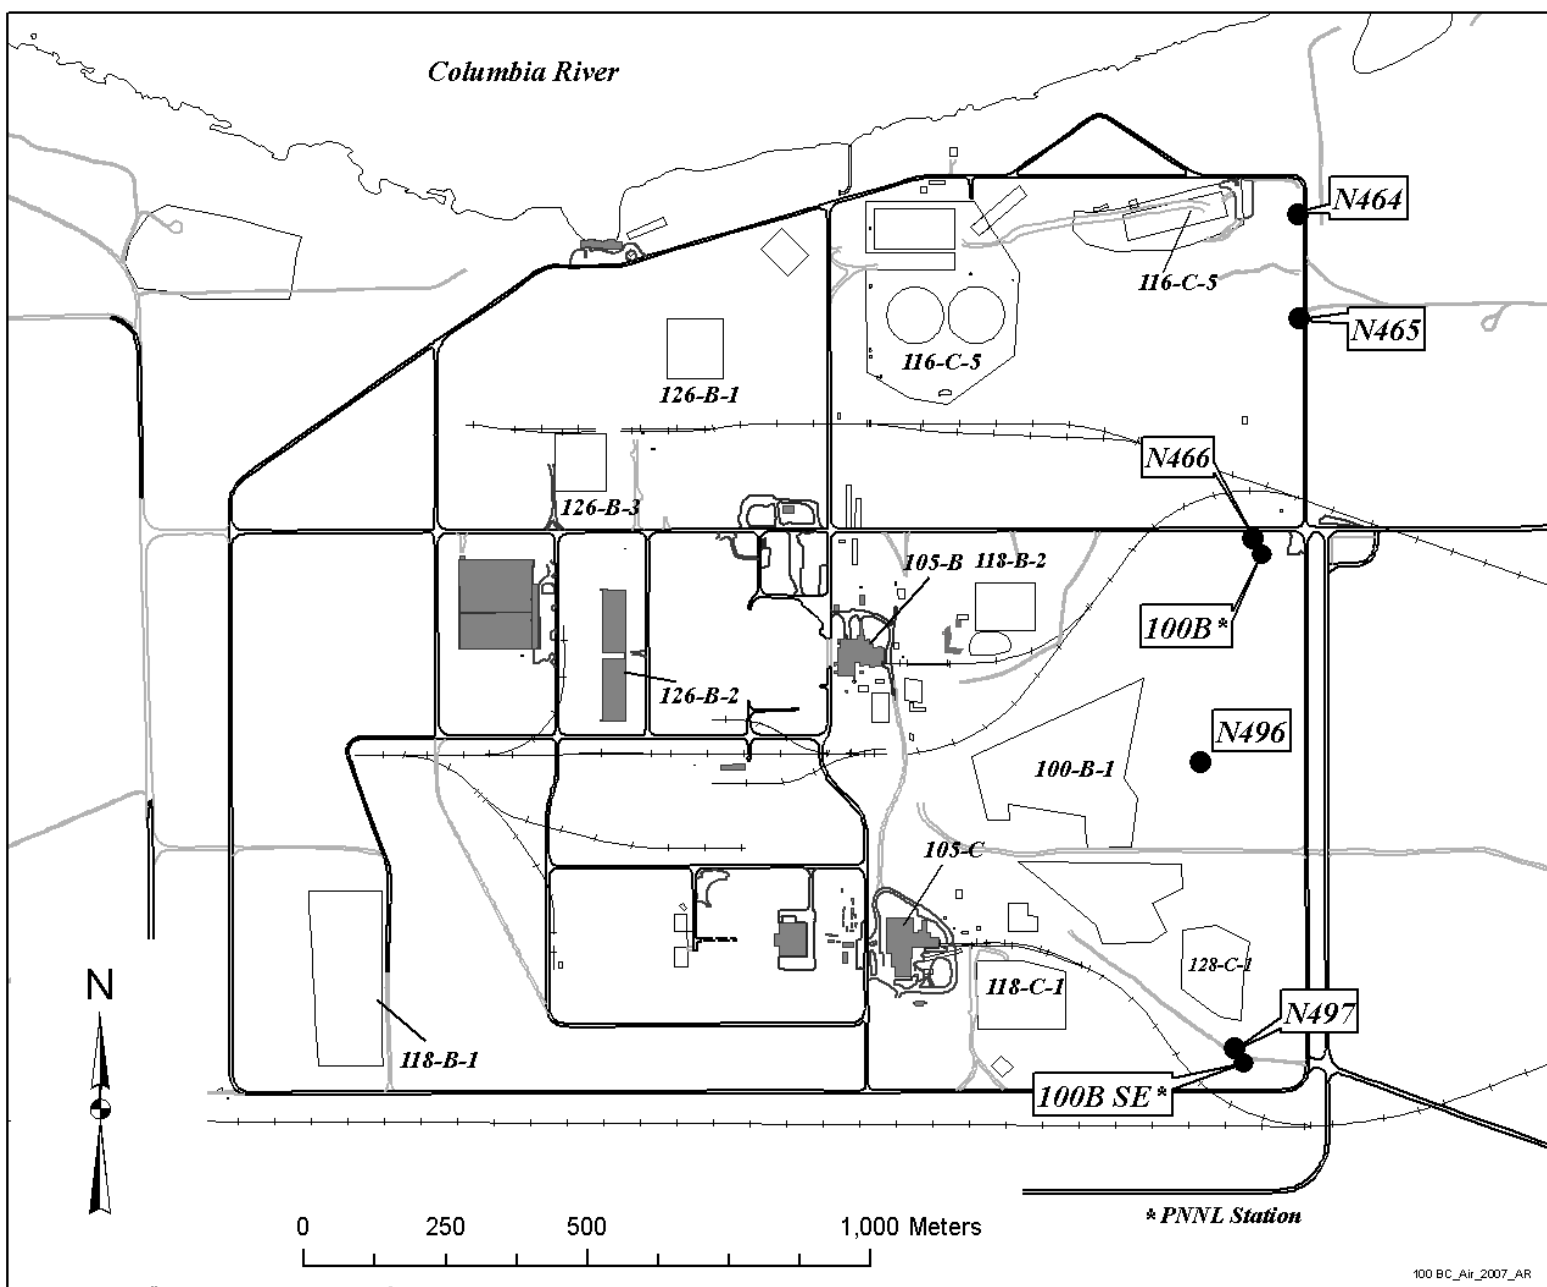 Columbia River
N464
116-C-5
N465
116-C-5
126-B-1
N466
126-B-3
105-B
118-B-2
100B*
126-B-2
N496
100-B-1
105-C
128-C-1
118-C-1
N497
118-B-1
100B SE*
N
* PNNL Station
0 250 500 1,000 Meters
100 BC_Air_2007_AR